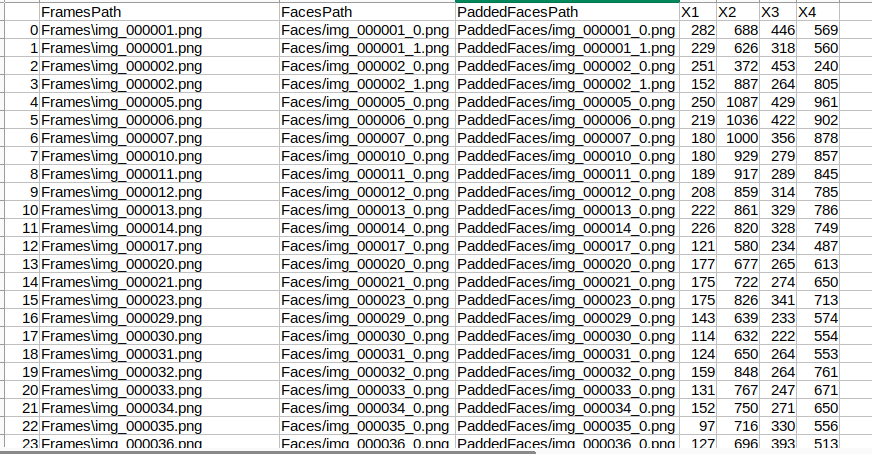 FramesPath FacesPath PaddedFacesPath X1 X2 X3 X4
0 Frames\img_000001.png Faces/img_000001_0.png PaddedFaces/img_000001_0.png 282 688 446 569
1 Frames\img_000001.png Faces/img_000001_1.png PaddedFaces/img_000001_1.png 229 626 318 560
2 Frames\img_000002.png Faces/img_000002_0.png PaddedFaces/img_000002_0.png 251 372 453 240
3 Frames\img_000002.png Faces/img_000002_1.png PaddedFaces/img_000002_1.png 152 887 264 805
4 Frames\img_000005.png Faces/img_000005_0.png PaddedFaces/img_000005_0.png 250 1087 429 961
5 Frames\img_000006.png Faces/img_000006_0.png PaddedFaces/img_000006_0.png 219 1036 422 902
6 Frames\img_000007.png Faces/img_000007_0.png PaddedFaces/img_000007_0.png 180 1000 356 878
7 Frames\img_000010.png Faces/img_000010_0.png PaddedFaces/img_000010_0.png 180 929 279 857
8 Frames\img_000011.png Faces/img_000011_0.png PaddedFaces/img_000011_0.png 189 917 289 845
9 Frames\img_000012.png Faces/img_000012_0.png PaddedFaces/img_000012_0.png 208 859 314 785
10 Frames\img_000013.png Faces/img_000013_0.png PaddedFaces/img_000013_0.png 222 861 329 786
11 Frames\img_000014.png Faces/img_000014_0.png PaddedFaces/img_000014_0.png 226 820 328 749
12 Frames\img_000017.png Faces/img_000017_0.png PaddedFaces/img_000017_0.png 121 580 234 487
13 Frames\img_000020.png Faces/img_000020_0.png PaddedFaces/img_000020_0.png 177 677 265 613
14 Frames\img_000021.png Faces/img_000021_0.png PaddedFaces/img_000021_0.png 175 722 274 650
15 Frames\img_000023.png Faces/img_000023_0.png PaddedFaces/img_000023_0.png 175 826 341 713
16 Frames\img_000029.png Faces/img_000029_0.png PaddedFaces/img_000029_0.png 143 639 233 574
17 Frames\img_000030.png Faces/img_000030_0.png PaddedFaces/img_000030_0.png 114 632 222 554
18 Frames\img_000031.png Faces/img_000031_0.png PaddedFaces/img_000031_0.png 124 650 264 553
19 Frames\img_000032.png Faces/img_000032_0.png PaddedFaces/img_000032_0.png 159 848 264 761
20 Frames\img_000033.png Faces/img_000033_0.png PaddedFaces/img_000033_0.png 131 767 247 671
21 Frames\img_000034.png Faces/img_000034_0.png PaddedFaces/img_000034_0.png 152 750 271 650
22 Frames\img_000035.png Faces/img_000035_0.png PaddedFaces/img_000035_0.png 97 716 330 556
23 Frames\img_000036.png Faces/img_000036_0.png PaddedFaces/img_000036_0.png 127 696 393 513